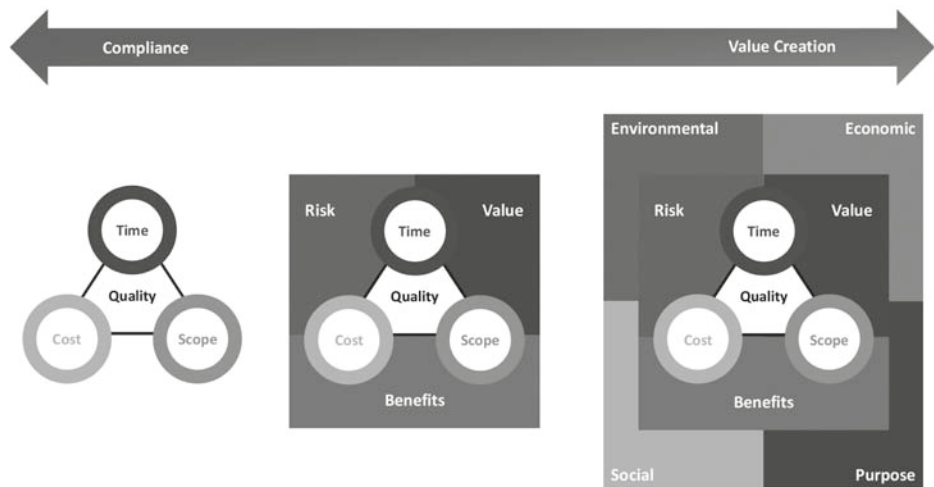 Compliance
Value Creation
Time
Quality
Cost
Scope
Risk
Value
Time
Quality
Cost
Scope
Benefits
Environmental
Economic
Risk
Value
Time
Quality
Cost
Scope
Benefits
Social
Purpose